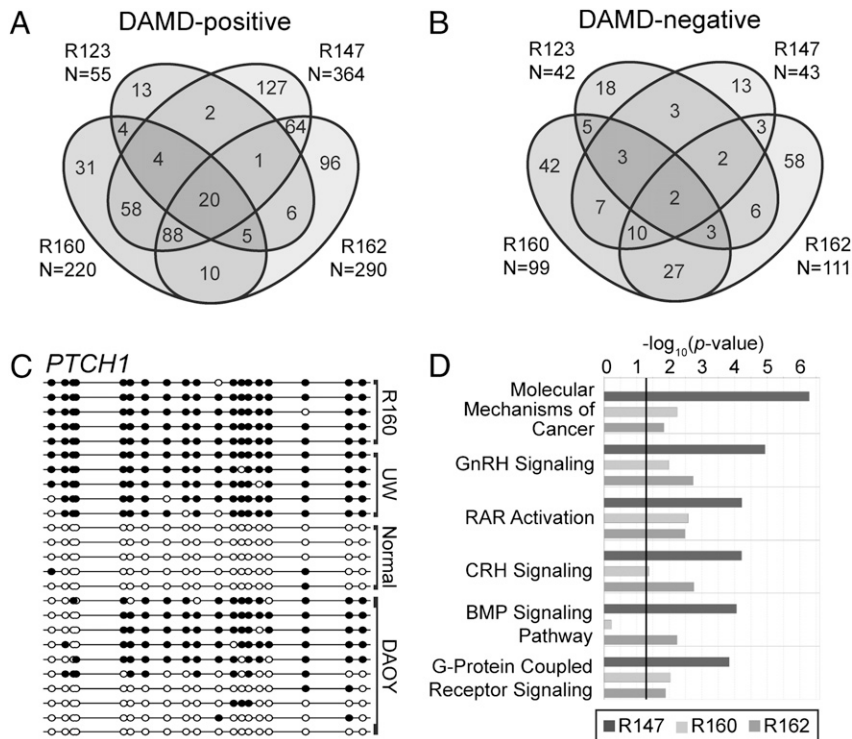 A
DAMD-positive
R123
N=55
R147
N=364
13
127
2
4
64
31
4
1
96
20
58
6
88
5
10
R160
N=220
R162
N=290
B
DAMD-negative
R123
N=42
R147
N=43
18
13
3
5
3
42
3
2
58
2
7
6
10
3
27
R160
N=99
R162
N=111
C
PTCH1
R160
UW
Normal
DAOY
D
-log10(p-value)
0 1 2 3 4 5 6
Molecular
Mechanisms of
Cancer
GnRH Signaling
RAR Activation
CRH Signaling
BMP Signaling
Pathway
G-Protein Coupled
Receptor Signaling
R147 R160 R162